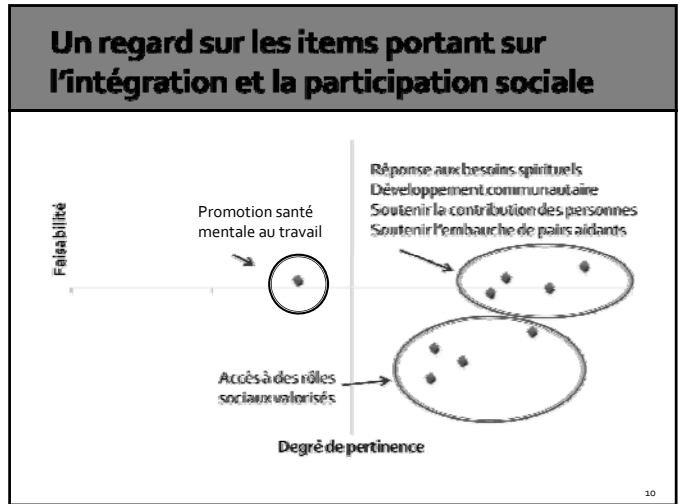 Un regard sur les items portant sur
l'intégration et la participation sociale
Réponse aux besoins spirituels
Développement communautaire
Soutenir la contribution des personnes
Soutenir l'embauche de pairs aidants
Promotion santé
mentale au travail
Faisabilité
Accès à des rôles
sociaux valorisés
Degré de pertinence
10